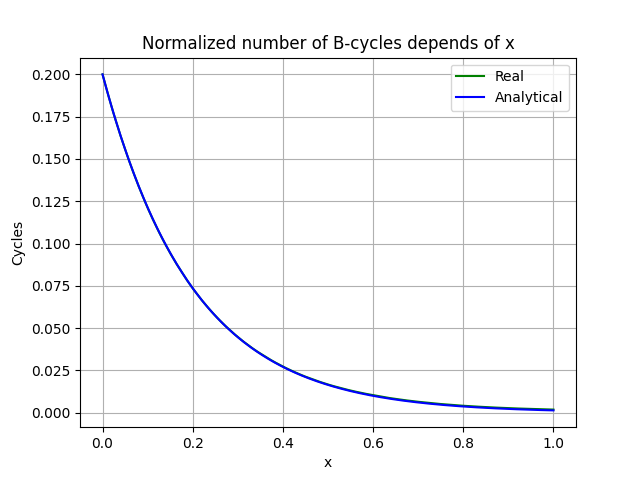 Normalized number of B-cycles depends of x
Real
Analytical
0.200
0.175
0.150
0.125
0.100
0.075
0.050
0.025
0.000
Cycles
0.0 0.2 0.4 0.6 0.8 1.0
x